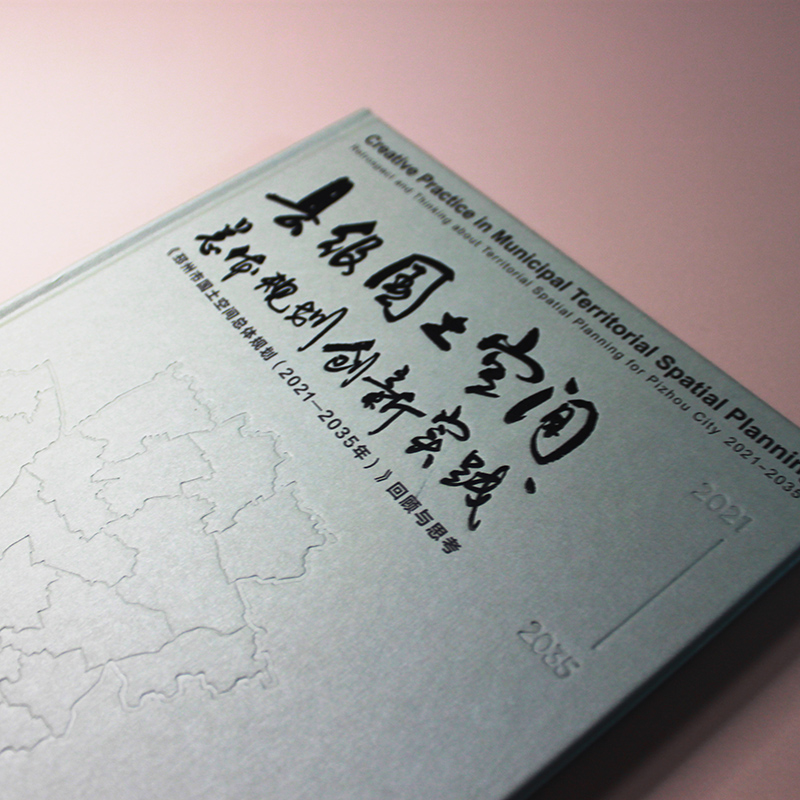 Creative Practice in Municipal Territorial Spatial Planning
Retrospect and Thinking about Territorial Spatial Planning for Pizhou City 2021-2035
县级国土空间
总体规划创新实践
《邳州市国土空间总体规划（2021—2035年）》回顾与思考
2021
2035